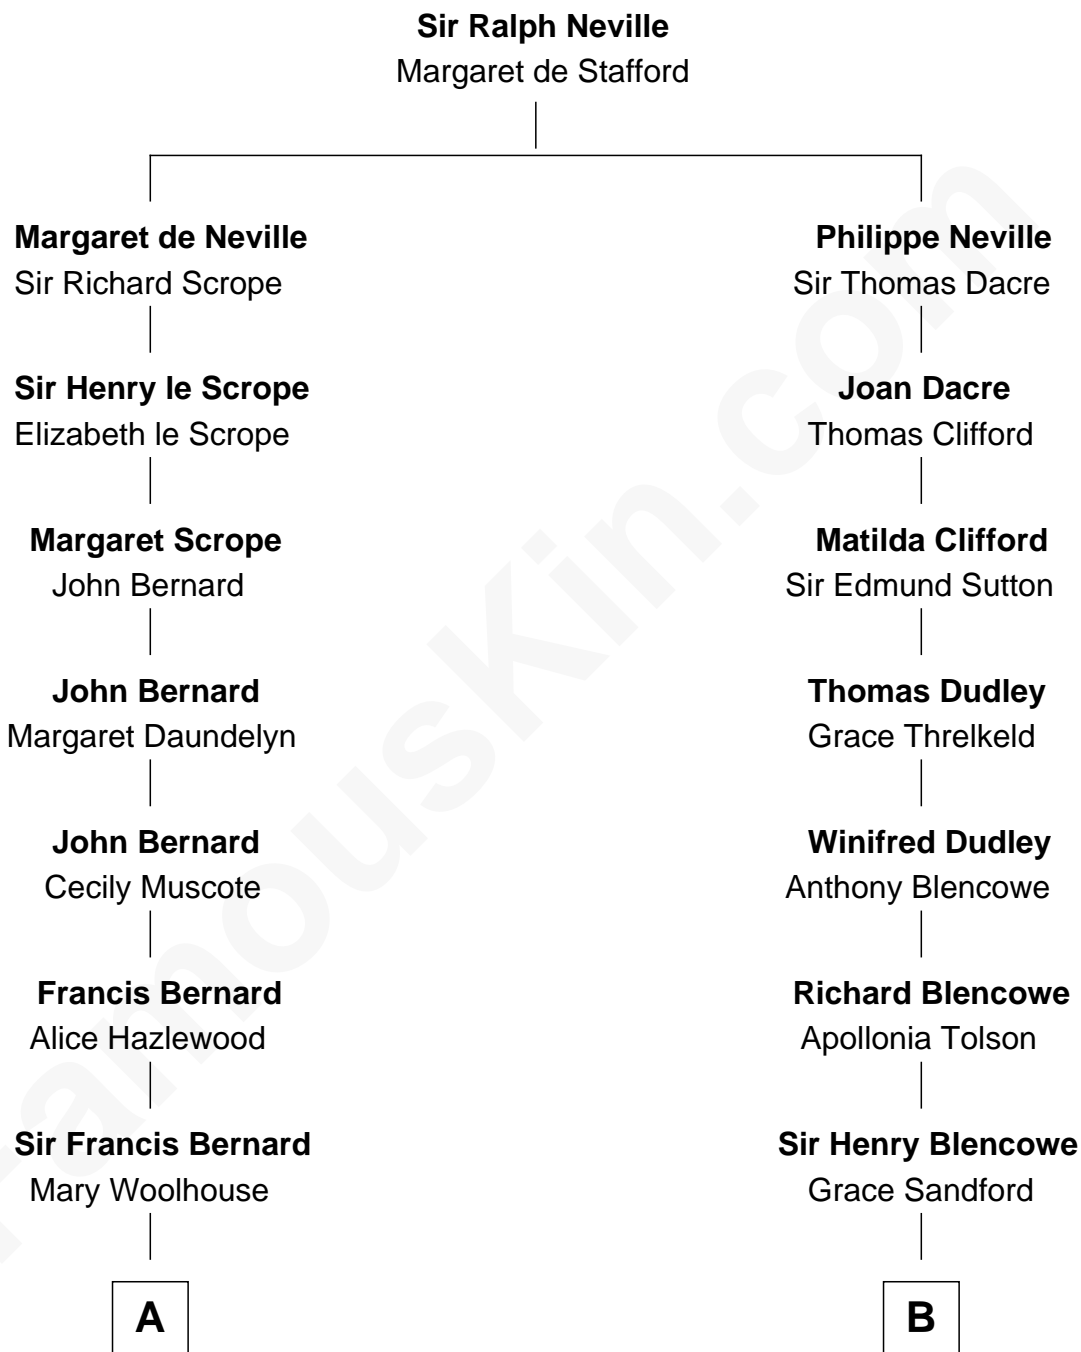 Sir Ralph Neville
Margaret de Stafford
Margaret de Neville
Sir Richard Scrope
Philippe Neville
Sir Thomas Dacre
Sir Henry le Scrope
Elizabeth le Scrope
Joan Dacre
Thomas Clifford
Margaret Scrope
John Bernard
Matilda Clifford
Sir Edmund Sutton
John Bernard
Margaret Daundelyn
Thomas Dudley
Grace Threlkeld
John Bernard
Cecily Muscote
Winifred Dudley
Anthony Blencowe
Francis Bernard
Alice Hazlewood
Richard Blencowe
Apollonia Tolson
Sir Francis Bernard
Mary Woolhouse
Sir Henry Blencowe
Grace Sandford
A
B
FamousKin.com